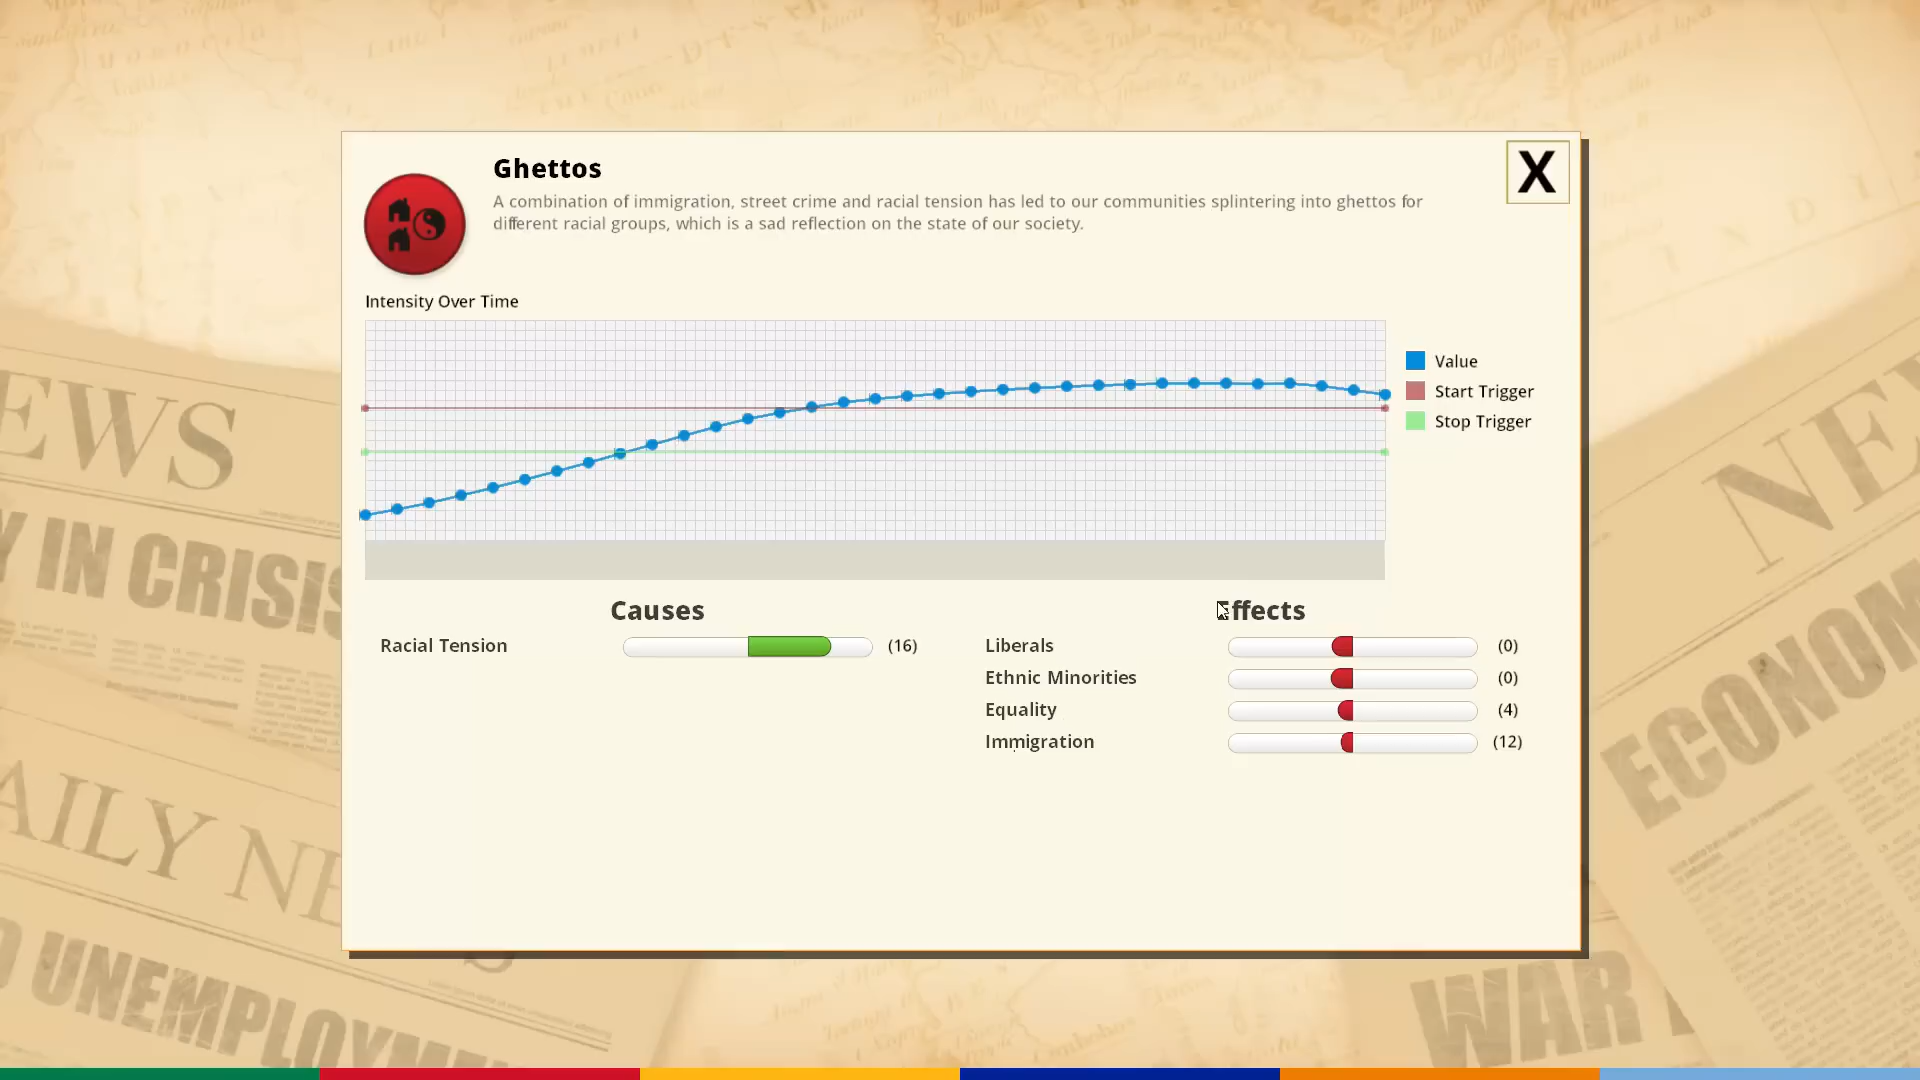 Ghettos
X
A combination of immigration, street crime and racial tension has led to our communities splintering into ghettos for
different racial groups, which is a sad reflection on the state of our society.
Intensity Over Time
Value
Start Trigger
Stop Trigger
Causes
Effects
Racial Tension (16)
Liberals (0)
Ethnic Minorities (0)
Equality (4)
Immigration (12)
EWS
Y IN CRISIS
AILY NE
UNEMPLOYM
NE
ECONOM
WAR